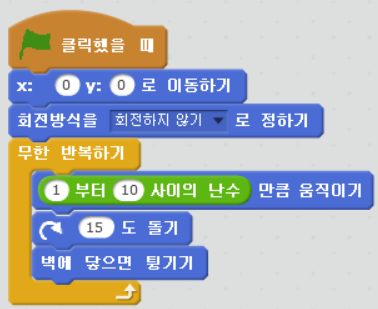 클릭했을 때
x: 0 y: 0 로 이동하기
회전방식을 회전하지 않기 로 정하기
무한 반복하기
1 부터 10 사이의 난수 만큼 움직이기
15 도 돌기
벽에 닿으면 튕기기